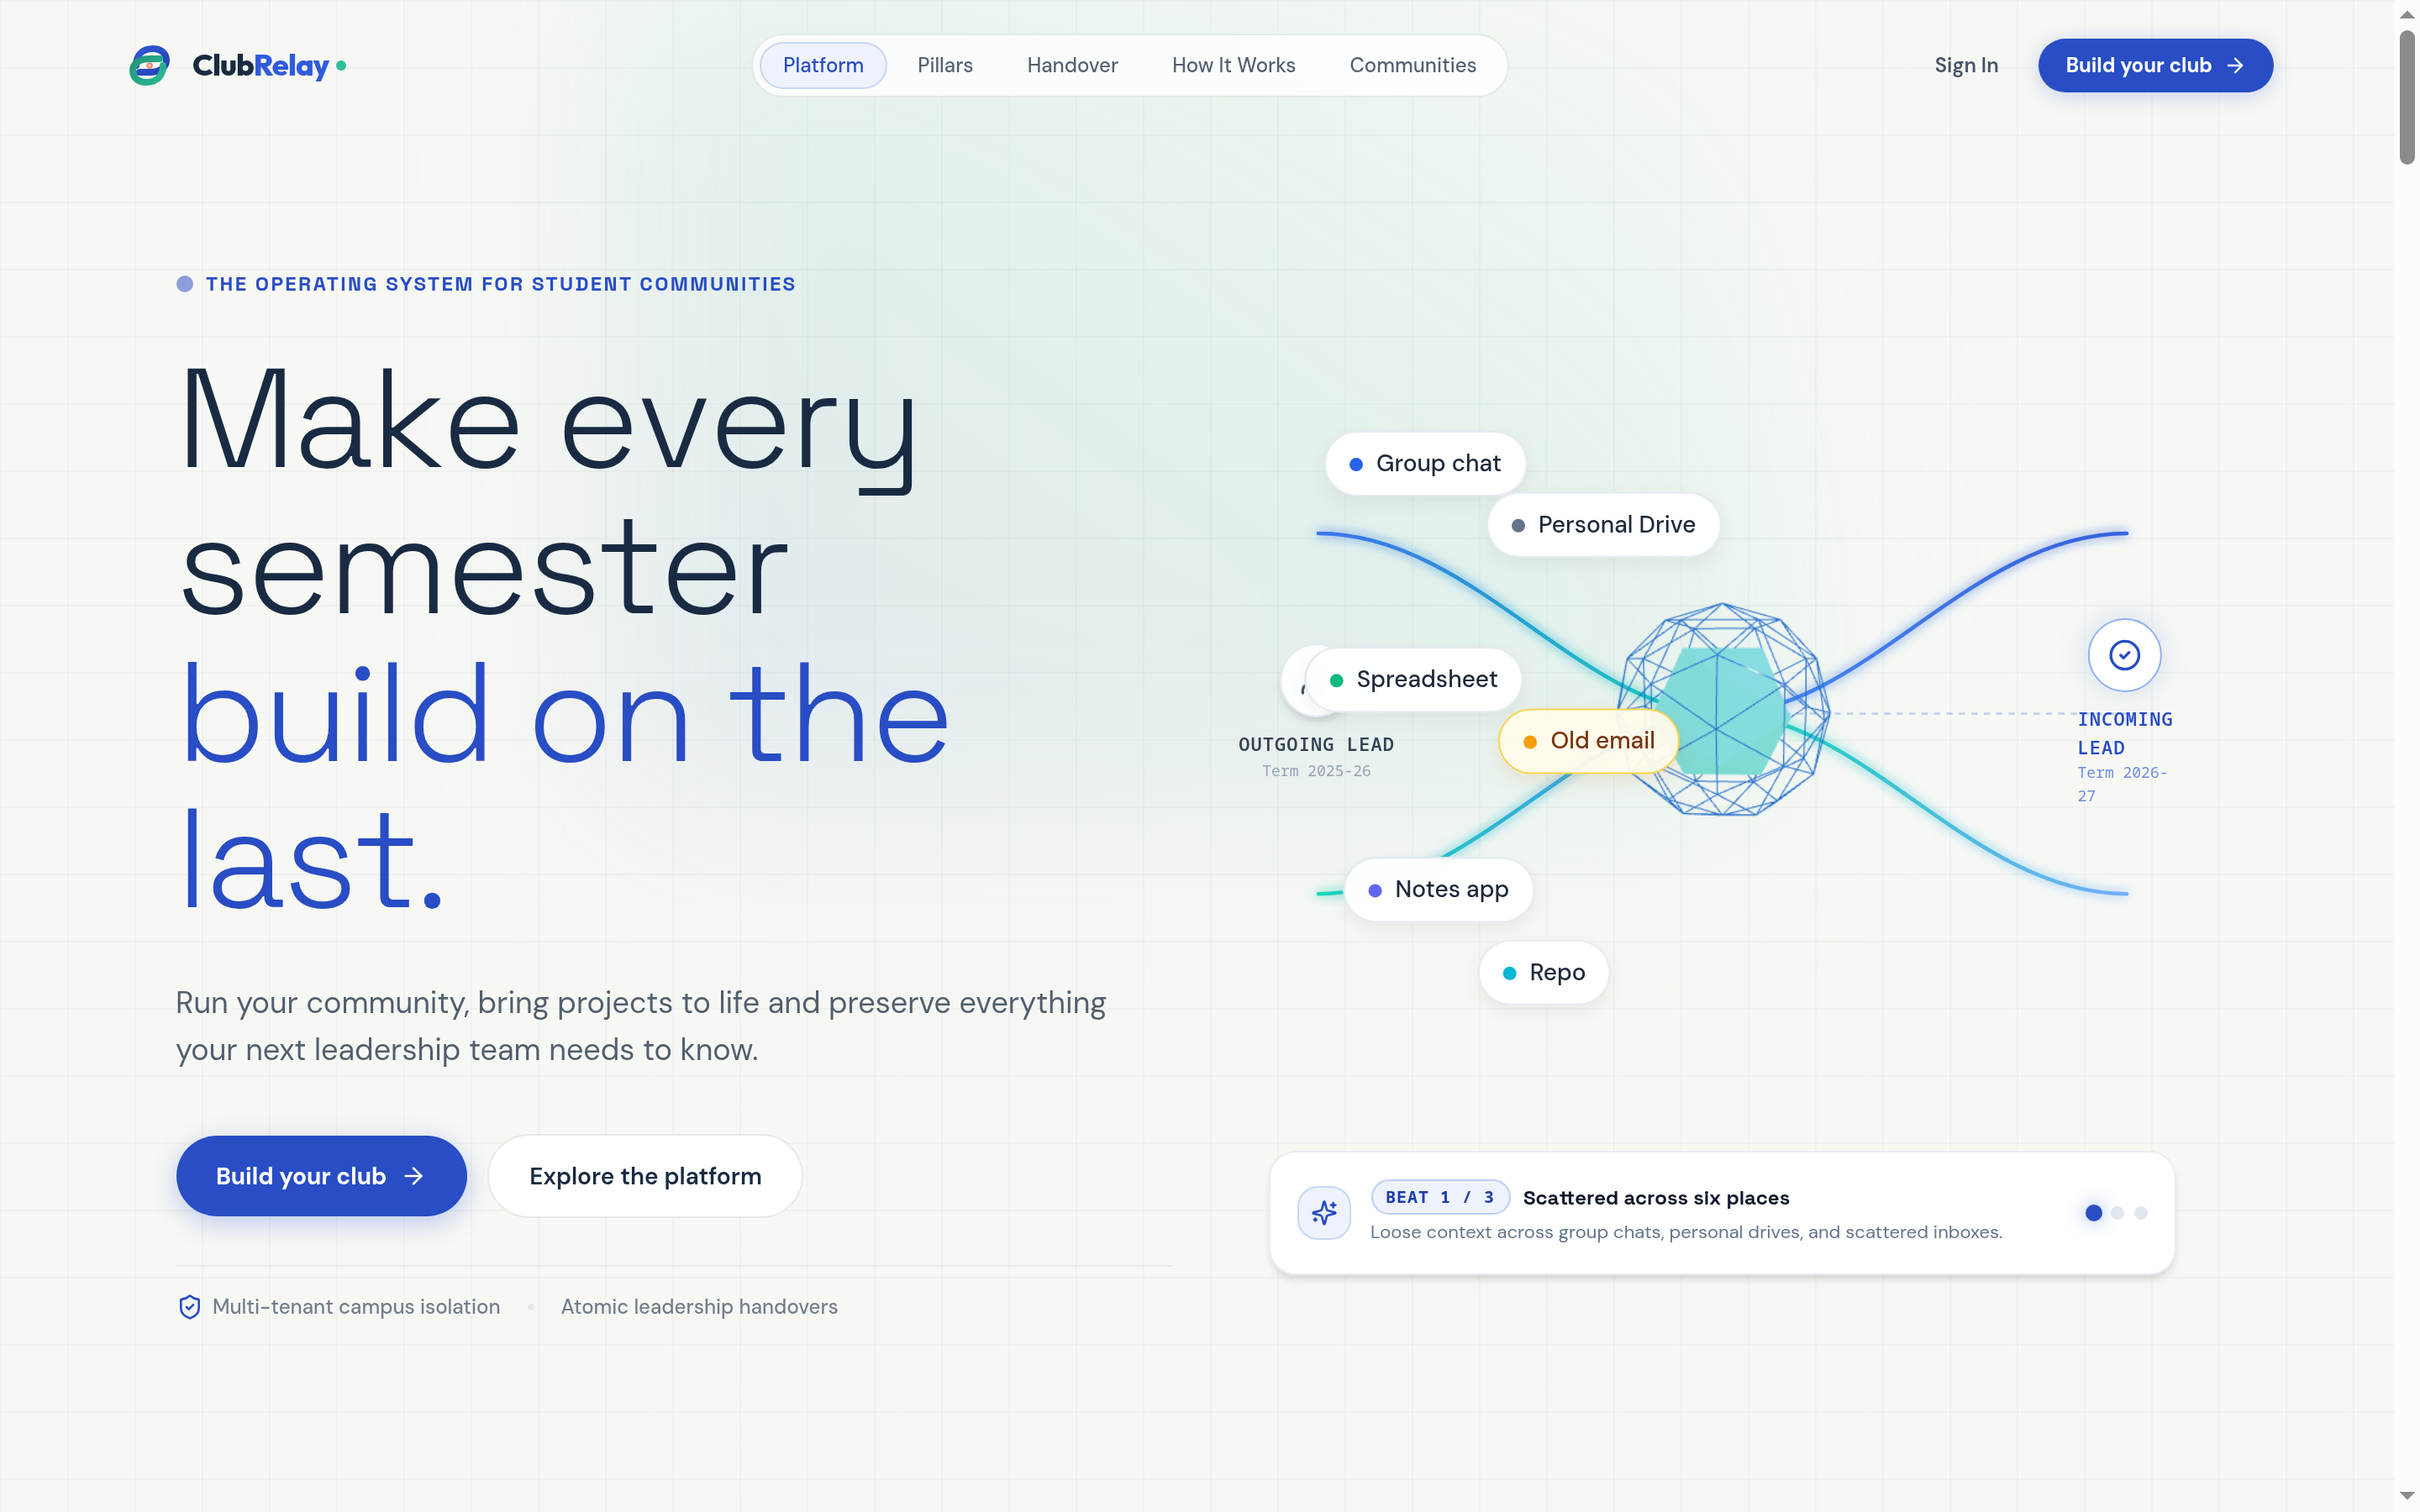 ClubRelay
Platform
Pillars
Handover
How It Works
Communities
Sign In
Build your club
THE OPERATING SYSTEM FOR STUDENT COMMUNITIES
Make every
semester
build on the
last.
Run your community, bring projects to life and preserve everything
your next leadership team needs to know.
Build your club
Explore the platform
Multi-tenant campus isolation
Atomic leadership handovers
Group chat
Personal Drive
Spreadsheet
OUTGOING LEAD
Term 2025-26
Old email
INCOMING
LEAD
Term 2026-
27
Notes app
Repo
BEAT 1 / 3
Scattered across six places
Loose context across group chats, personal drives, and scattered inboxes.